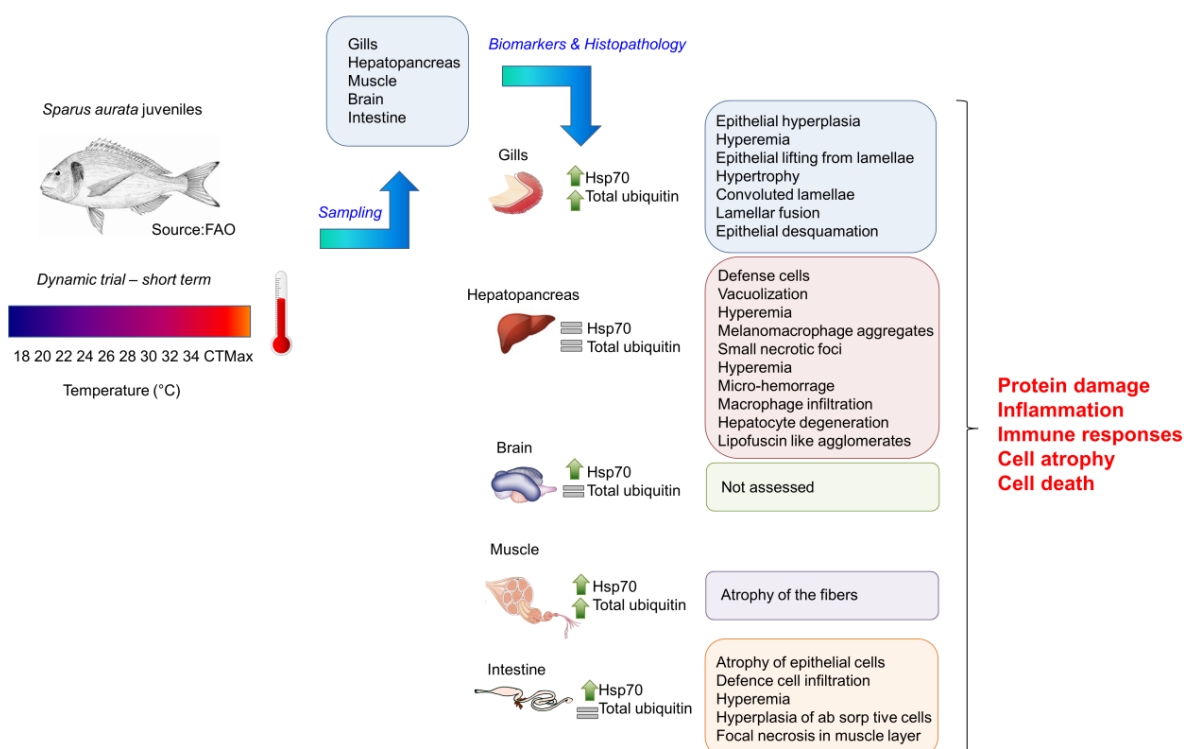 Sparus aurata juveniles
Source:FAO
Dynamic trial – short term
18 20 22 24 26 28 30 32 34 CTMax
Temperature (°C)
Sampling
Gills
Hepatopancreas
Muscle
Brain
Intestine
Biomarkers & Histopathology
Gills
Hsp70
Total ubiquitin
Epithelial hyperplasia
Hyperemia
Epithelial lifting from lamellae
Hypertrophy
Convoluted lamellae
Lamellar fusion
Epithelial desquamation
Hepatopancreas
Hsp70
Total ubiquitin
Defense cells
Vacuolization
Hyperemia
Melanomacrophage aggregates
Small necrotic foci
Hyperemia
Micro-hemorrage
Macrophage infiltration
Hepatocyte degeneration
Lipofuscin like agglomerates
Brain
Hsp70
Total ubiquitin
Not assessed
Muscle
Hsp70
Total ubiquitin
Atrophy of the fibers
Intestine
Hsp70
Total ubiquitin
Atrophy of epithelial cells
Defence cell infiltration
Hyperemia
Hyperplasia of ab sorp tive cells
Focal necrosis in muscle layer
Protein damage
Inflammation
Immune responses
Cell atrophy
Cell death